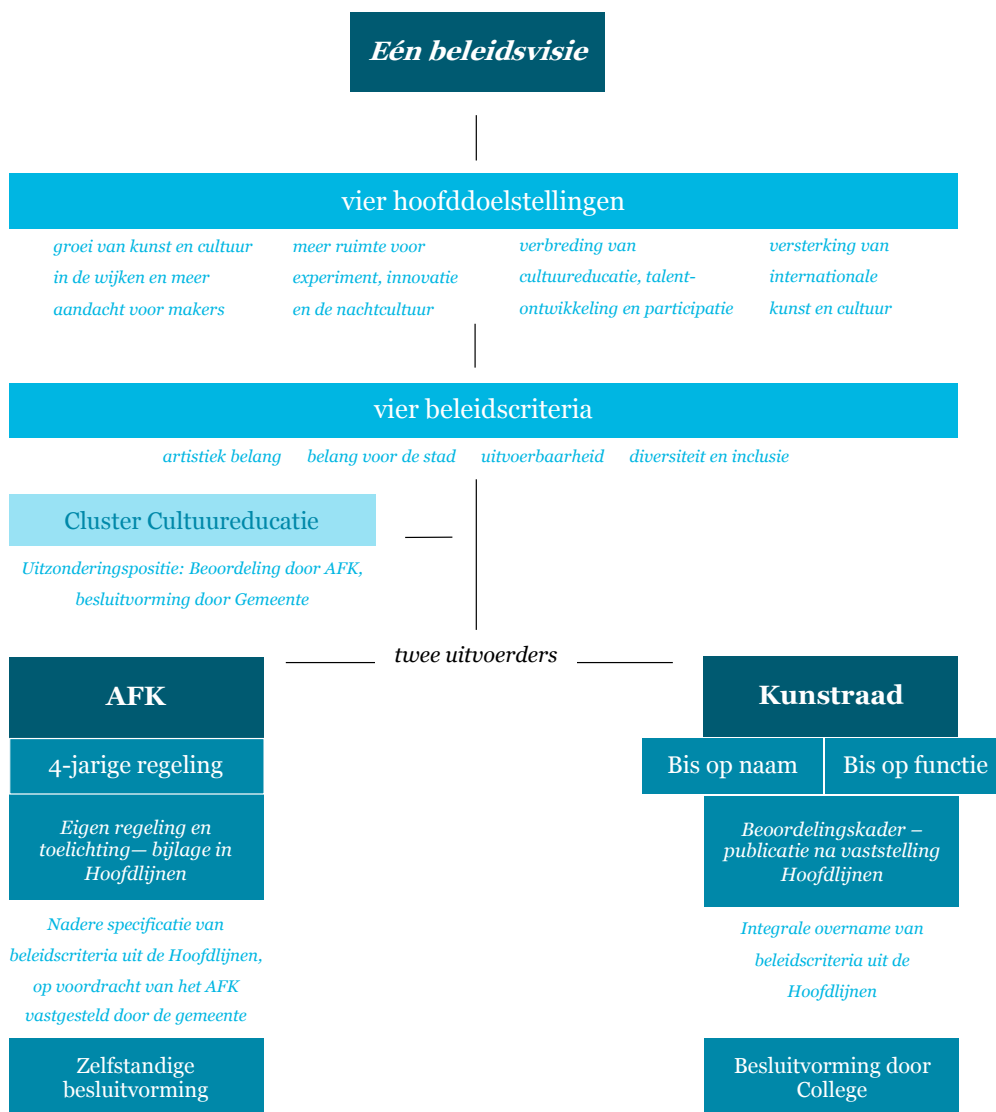 Eén beleidsvisie
vier hoofddoelstellingen
groei van kunst en cultuur
in de wijken en meer
aandacht voor makers
meer ruimte voor
experiment, innovatie
en de nachtcultuur
verbreding van
cultuureducatie, talent-
ontwikkeling en participatie
versterking van
internationale
kunst en cultuur
vier beleidscriteria
artistiek belang belang voor de stad uitvoerbaarheid diversiteit en inclusie
Cluster Cultuureducatie
Uitzonderingspositie: Beoordeling door AFK,
besluitvorming door Gemeente
twee uitvoerders
AFK
4-jarige regeling
Eigen regeling en
toelichting— bijlage in
Hoofdlijnen
Nadere specificatie van
beleidscriteria uit de Hoofdlijnen,
op voordracht van het AFK
vastgesteld door de gemeente
Zelfstandige
besluitvorming
Kunstraad
Bis op naam
Bis op functie
Beoordelingskader –
publicatie na vaststelling
Hoofdlijnen
Integrale overname van
beleidscriteria uit de
Hoofdlijnen
Besluitvorming door
College